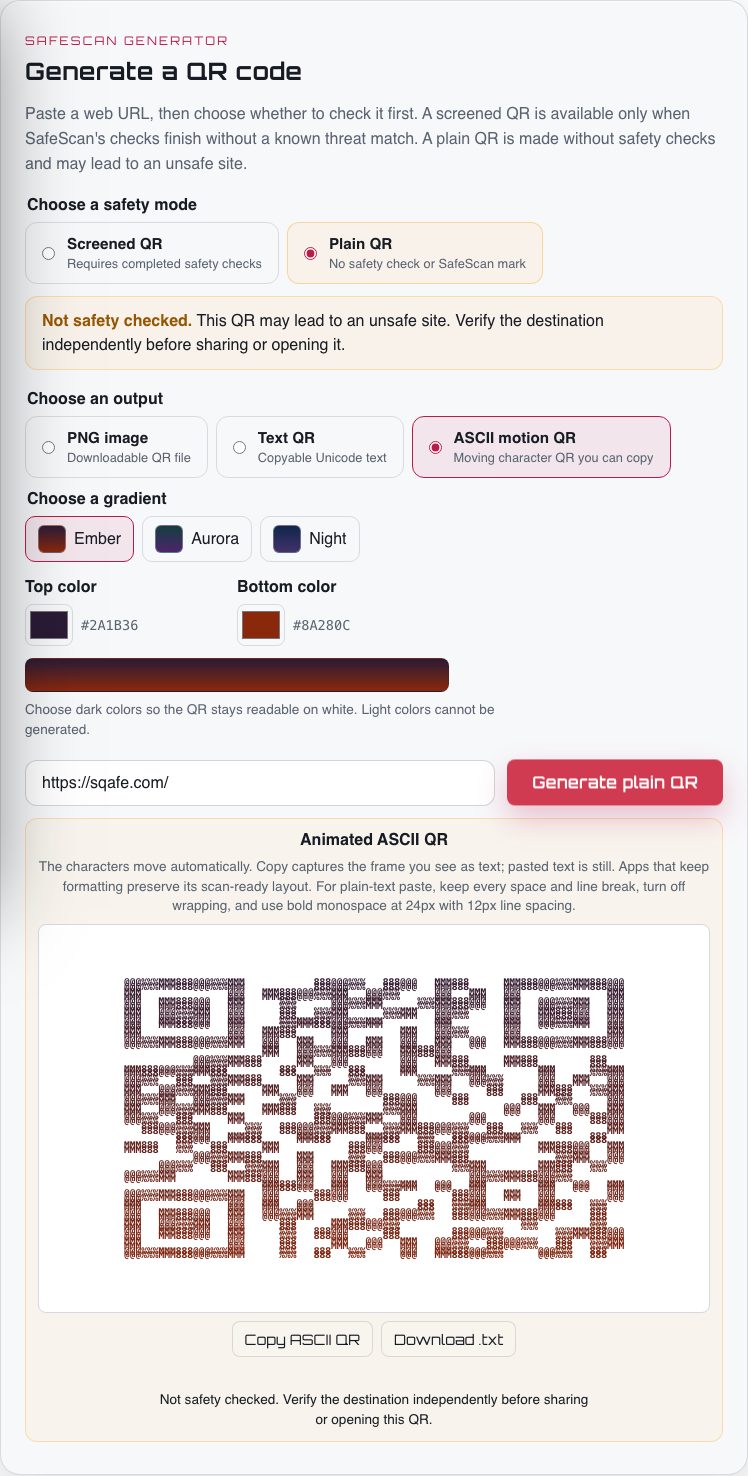 SAFESCAN GENERATOR
Generate a QR code
Paste a web URL, then choose whether to check it first. A screened QR is available only when
SafeScan's checks finish without a known threat match. A plain QR is made without safety checks
and may lead to an unsafe site.
Choose a safety mode
Screened QR
Requires completed safety checks
Plain QR
No safety check or SafeScan mark
Not safety checked. This QR may lead to an unsafe site. Verify the destination
independently before sharing or opening it.
Choose an output
PNG image
Downloadable QR file
Text QR
Copyable Unicode text
ASCII motion QR
Moving character QR you can copy
Choose a gradient
Ember
Aurora
Night
Top color
Bottom color
#2A1B36
#8A280C
Choose dark colors so the QR stays readable on white. Light colors cannot be
generated.
https://sqafe.com/
Generate plain QR
Animated ASCII QR
The characters move automatically. Copy captures the frame you see as text; pasted text is still. Apps that keep
formatting preserve its scan-ready layout. For plain-text paste, keep every space and line break, turn off
wrapping, and use bold monospace at 24px with 12px line spacing.
Copy ASCII QR
Download .txt
Not safety checked. Verify the destination independently before sharing
or opening this QR.